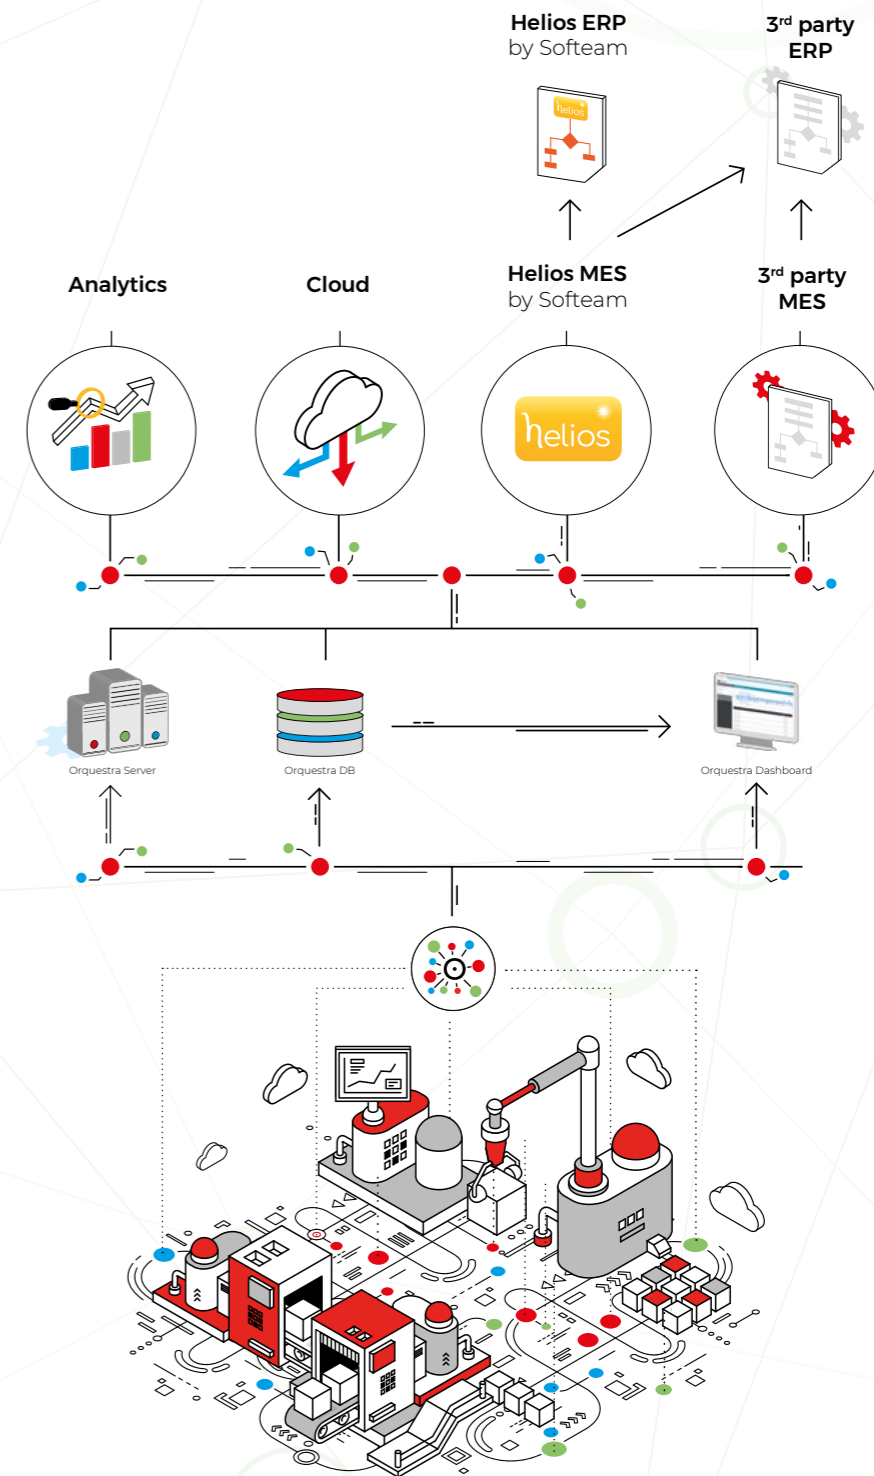 Helios ERP
by Softeam
3rd party
ERP
helios
Analytics
Cloud
Helios MES
by Softeam
3rd party
MES
helios
Orquestra Server
Orquestra DB
Orquestra Dashboard